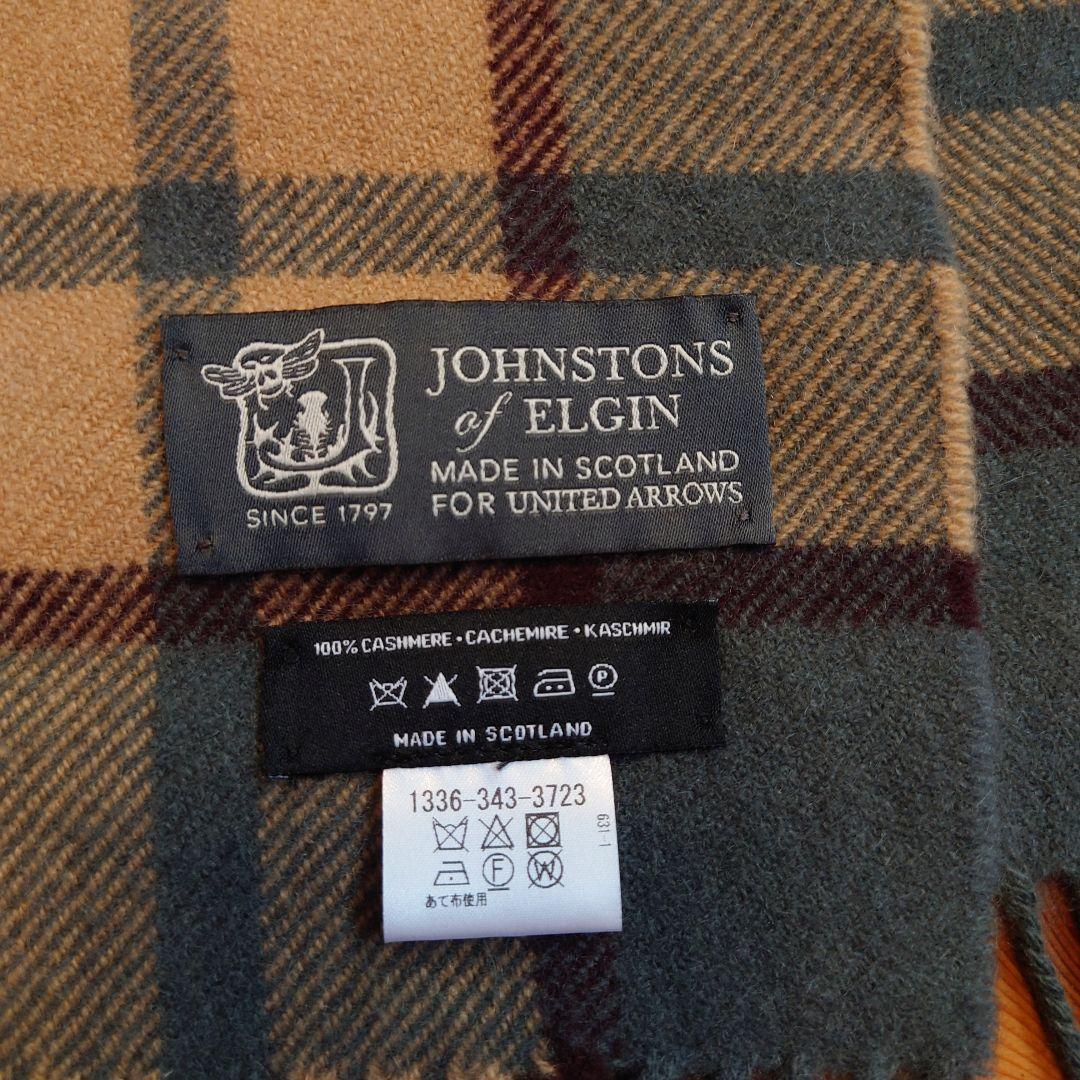 JOHNSTONS
of ELGIN
MADE IN SCOTLAND
FOR UNITED ARROWS
SINCE 1797
100% CASHMERE • CACHEMIRE • KASCHMIR
P
MADE IN SCOTLAND
1336-343-3723
631-1
F W
あて布使用